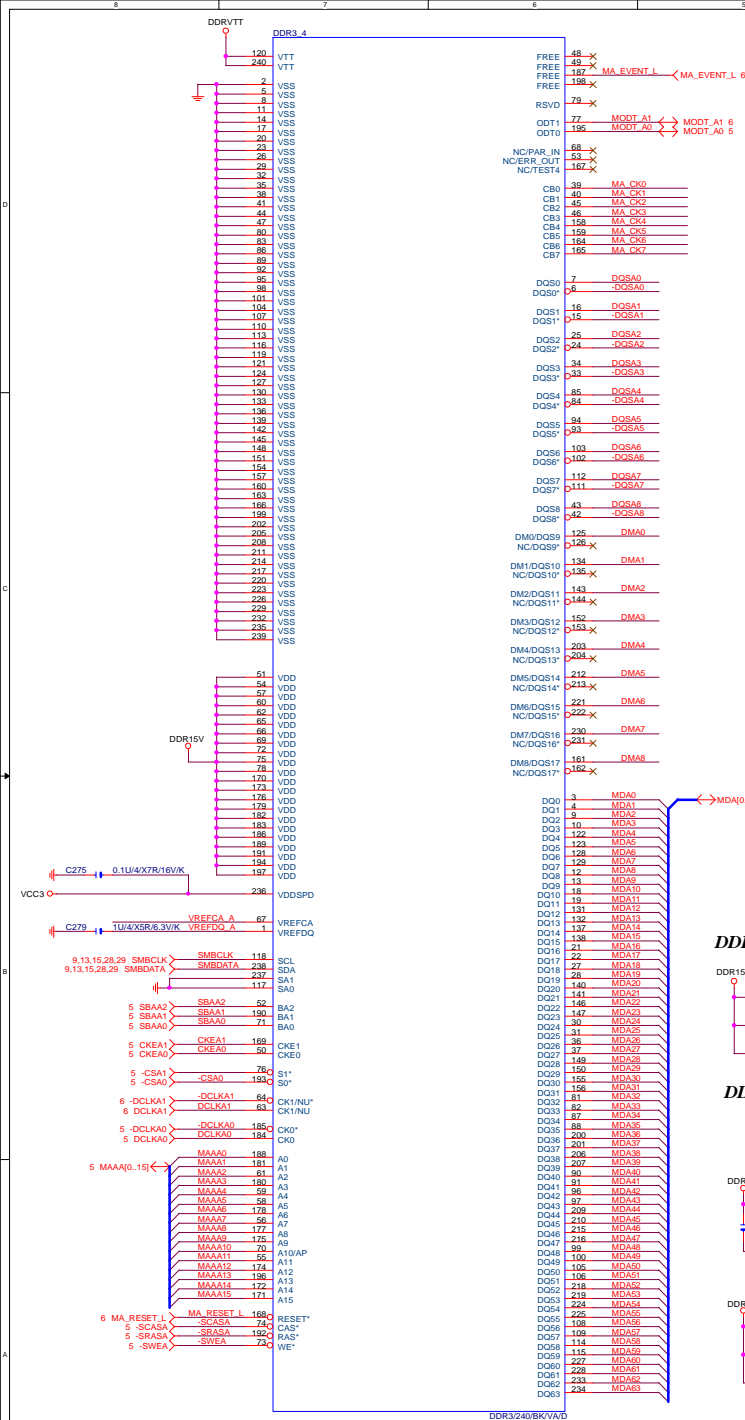 8 7 6 5
DDRVTT
DDR3_4
120 VTT
240 VTT
2 VSS
5 VSS
8 VSS
11 VSS
14 VSS
17 VSS
20 VSS
23 VSS
26 VSS
29 VSS
32 VSS
35 VSS
38 VSS
41 VSS
44 VSS
47 VSS
80 VSS
83 VSS
86 VSS
89 VSS
92 VSS
95 VSS
98 VSS
101 VSS
104 VSS
107 VSS
110 VSS
113 VSS
116 VSS
119 VSS
121 VSS
124 VSS
127 VSS
130 VSS
133 VSS
136 VSS
139 VSS
142 VSS
145 VSS
148 VSS
151 VSS
154 VSS
157 VSS
160 VSS
163 VSS
166 VSS
199 VSS
202 VSS
205 VSS
208 VSS
211 VSS
214 VSS
217 VSS
220 VSS
223 VSS
226 VSS
229 VSS
232 VSS
235 VSS
239 VSS
51 VDD
54 VDD
57 VDD
60 VDD
62 VDD
65 VDD
66 VDD
69 VDD
72 VDD
DDR15V
75 VDD
78 VDD
170 VDD
173 VDD
176 VDD
179 VDD
182 VDD
183 VDD
186 VDD
189 VDD
191 VDD
194 VDD
197 VDD
C275 0.1U/4/X7R/16V/K
VCC3 236 VDDSPD
VREFCA_A 67 VREFCA
C279 1U/4/X5R/6.3V/K VREFDQ_A 1 VREFDQ
9,13,15,28,29 SMBCLK SMBCLK 118 SCL
9,13,15,28,29 SMBDATA SMBDATA 238 SDA
237 SA1
117 SA0
5 SBAA2 SBAA2 52 BA2
5 SBAA1 SBAA1 190 BA1
5 SBAA0 SBAA0 71 BA0
5 CKEA1 CKEA1 169 CKE1
5 CKEA0 CKEA0 50 CKE0
5 -CSA1 76 S1*
5 -CSA0 -CSA0 193 S0*
6 -DCLKA1 -DCLKA1 64 CK1/NU*
6 DCLKA1 DCLKA1 63 CK1/NU
5 -DCLKA0 -DCLKA0 185 CK0*
5 DCLKA0 DCLKA0 184 CK0
5 MAAA[0..15]
MAAA0 188 A0
MAAA1 181 A1
MAAA2 61 A2
MAAA3 180 A3
MAAA4 59 A4
MAAA5 58 A5
MAAA6 178 A6
MAAA7 56 A7
MAAA8 177 A8
MAAA9 175 A9
MAAA10 70 A10/AP
MAAA11 55 A11
MAAA12 174 A12
MAAA13 196 A13
MAAA14 172 A14
MAAA15 171 A15
6 MA_RESET_L MA_RESET_L 168 RESET*
5 -SCASA -SCASA 74 CAS*
5 -SRASA -SRASA 192 RAS*
5 -SWEA -SWEA 73 WE*
FREE 48
FREE 49
FREE 187 MA_EVENT_L MA_EVENT_L 6
FREE 198
RSVD 79
ODT1 77 MODT_A1 MODT_A1 6
ODT0 195 MODT_A0 MODT_A0 5
NC/PAR_IN 68
NC/ERR_OUT 53
NC/TEST4 167
CB0 39 MA_CK0
CB1 40 MA_CK1
CB2 45 MA_CK2
CB3 46 MA_CK3
CB4 158 MA_CK4
CB5 159 MA_CK5
CB6 164 MA_CK6
CB7 165 MA_CK7
DQS0 7 DQSA0
DQS0* 6 -DQSA0
DQS1 16 DQSA1
DQS1* 15 -DQSA1
DQS2 25 DQSA2
DQS2* 24 -DQSA2
DQS3 34 DQSA3
DQS3* 33 -DQSA3
DQS4 85 DQSA4
DQS4* 84 -DQSA4
DQS5 94 DQSA5
DQS5* 93 -DQSA5
DQS6 103 DQSA6
DQS6* 102 -DQSA6
DQS7 112 DQSA7
DQS7* 111 -DQSA7
DQS8 43 DQSA8
DQS8* 42 -DQSA8
DM0/DQS9 125 DMA0
NC/DQS9* 126
DM1/DQS10 134 DMA1
NC/DQS10* 135
DM2/DQS11 143 DMA2
NC/DQS11* 144
DM3/DQS12 152 DMA3
NC/DQS12* 153
DM4/DQS13 203 DMA4
NC/DQS13* 204
DM5/DQS14 212 DMA5
NC/DQS14* 213
DM6/DQS15 221 DMA6
NC/DQS15* 222
DM7/DQS16 230 DMA7
NC/DQS16* 231
DM8/DQS17 161 DMA8
NC/DQS17* 162
DQ0 3 MDA0 MDA[0.
DQ1 4 MDA1
DQ2 9 MDA2
DQ3 10 MDA3
DQ4 122 MDA4
DQ5 123 MDA5
DQ6 128 MDA6
DQ7 129 MDA7
DQ8 12 MDA8
DQ9 13 MDA9
DQ10 18 MDA10
DQ11 19 MDA11
DQ12 131 MDA12
DQ13 132 MDA13
DQ14 137 MDA14
DQ15 138 MDA15
DQ16 21 MDA16
DQ17 22 MDA17
DQ18 27 MDA18
DQ19 28 MDA19
DQ20 140 MDA20
DQ21 141 MDA21
DQ22 146 MDA22
DQ23 147 MDA23
DQ24 30 MDA24
DQ25 31 MDA25
DQ26 36 MDA26
DQ27 37 MDA27
DQ28 149 MDA28
DQ29 150 MDA29
DQ30 155 MDA30
DQ31 156 MDA31
DQ32 81 MDA32
DQ33 82 MDA33
DQ34 87 MDA34
DQ35 88 MDA35
DQ36 200 MDA36
DQ37 201 MDA37
DQ38 206 MDA38
DQ39 207 MDA39
DQ40 90 MDA40
DQ41 91 MDA41
DQ42 96 MDA42
DQ43 97 MDA43
DQ44 209 MDA44
DQ45 210 MDA45
DQ46 215 MDA46
DQ47 216 MDA47
DQ48 99 MDA48
DQ49 100 MDA49
DQ50 105 MDA50
DQ51 106 MDA51
DQ52 218 MDA52
DQ53 219 MDA53
DQ54 224 MDA54
DQ55 225 MDA55
DQ56 108 MDA56
DQ57 109 MDA57
DQ58 114 MDA58
DQ59 115 MDA59
DQ60 227 MDA60
DQ61 228 MDA61
DQ62 233 MDA62
DQ63 234 MDA63
DDR3/240/BK/VA/D
DDR15
D
C
B
A